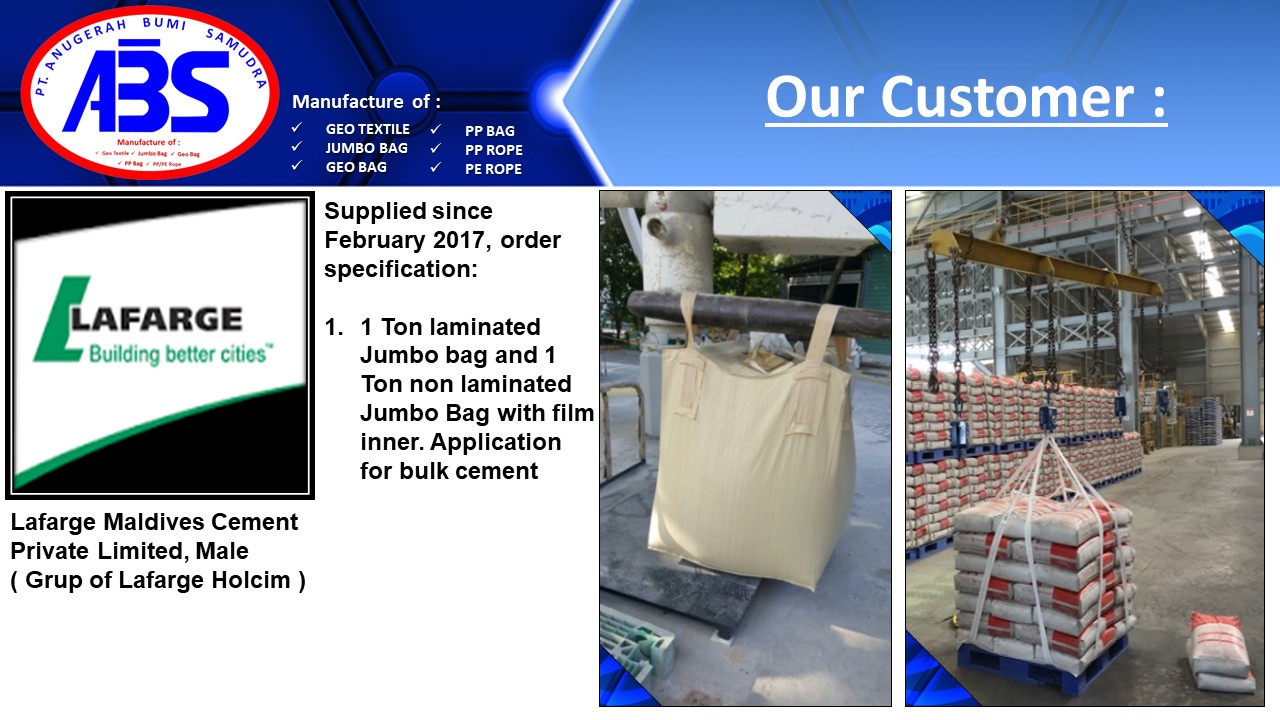 PT. ANUGERAH BUMI SAMUDRA
ABS
Manufacture of :
✓ Geo Textile ✓ Jumbo Bag ✓ Geo Bag
✓ PP Bag ✓ PP/PE Rope
Manufacture of :
✓ GEO TEXTILE ✓ PP BAG
✓ JUMBO BAG ✓ PP ROPE
✓ GEO BAG ✓ PE ROPE
Our Customer :
LAFARGE
Building better cities™
Lafarge Maldives Cement
Private Limited, Male
( Grup of Lafarge Holcim )
Supplied since
February 2017, order
specification:
1. 1 Ton laminated
Jumbo bag and 1
Ton non laminated
Jumbo Bag with film
inner. Application
for bulk cement